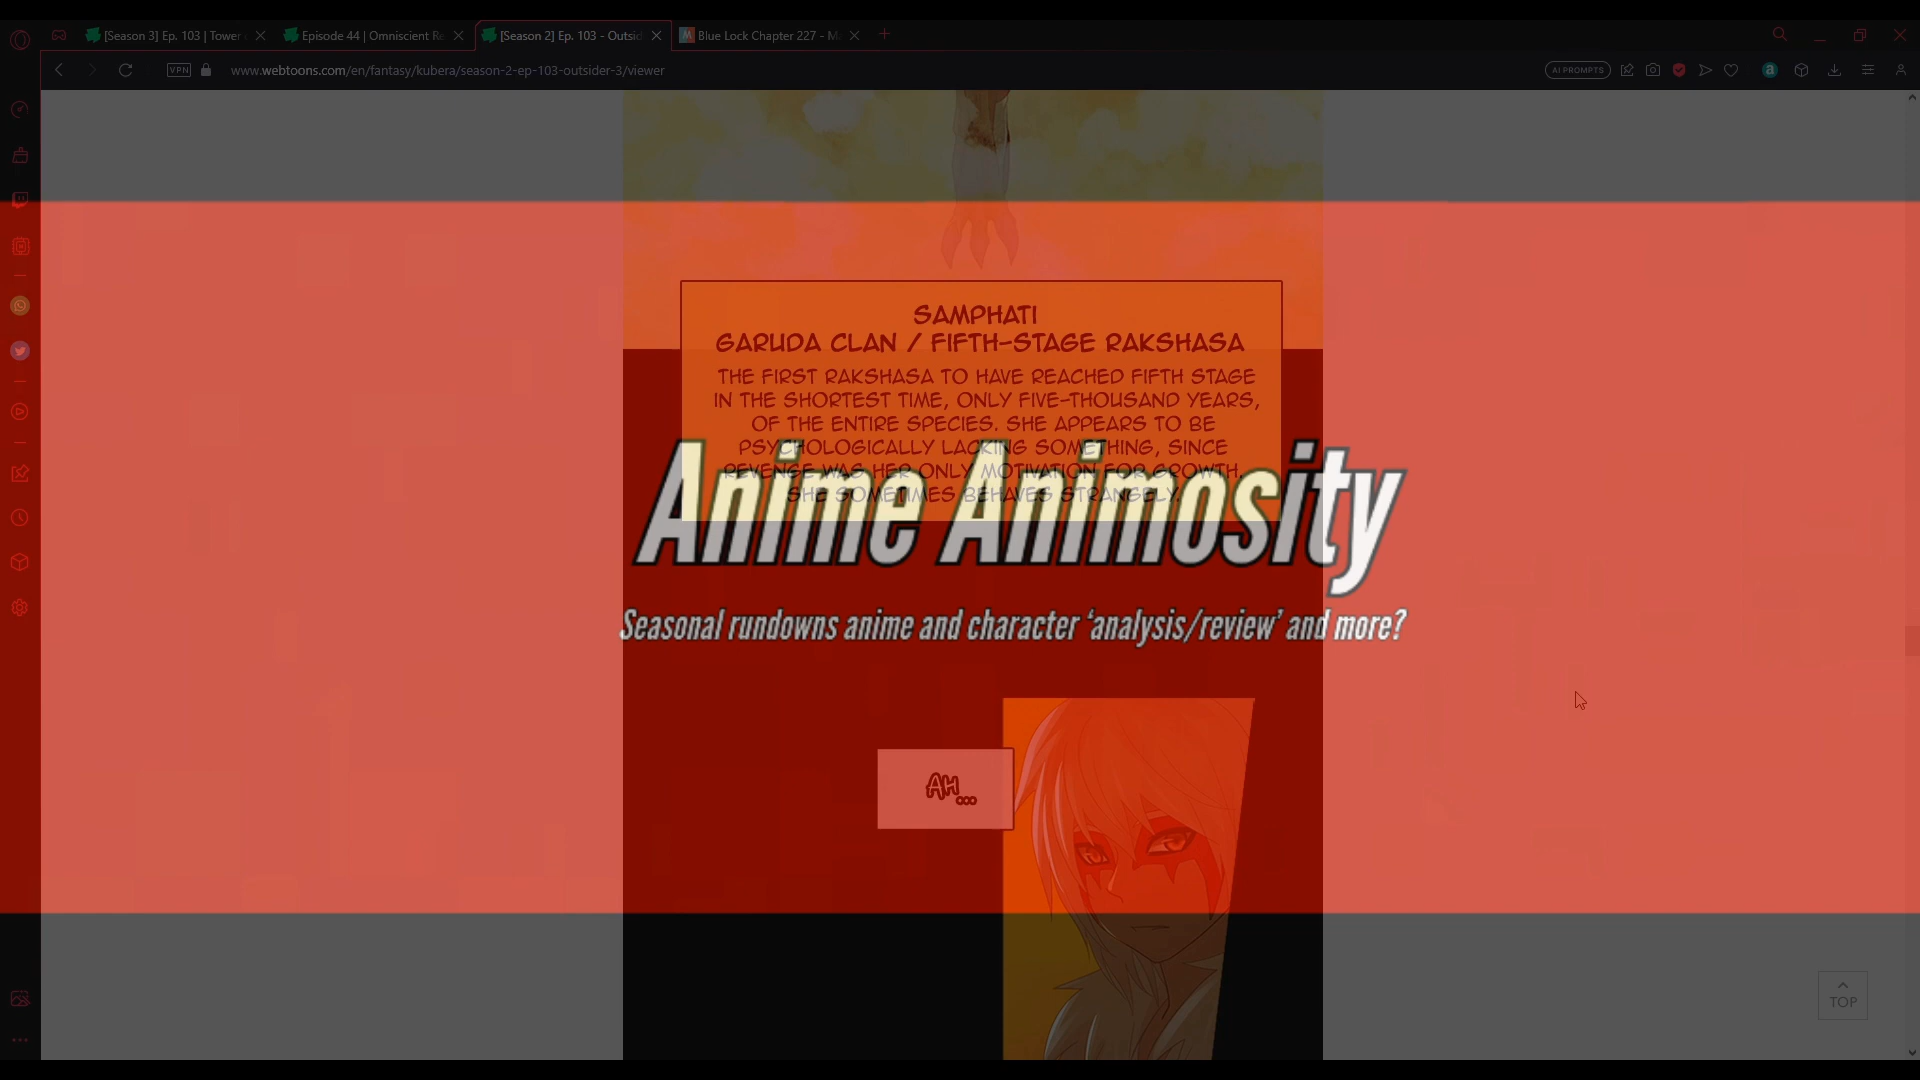 [Season 3] Ep. 103 | Tower
Episode 44 | Omniscient Re
[Season 2] Ep. 103 - Outsid
Blue Lock Chapter 227 - M
VPN
www.webtoons.com/en/fantasy/kubera/season-2-ep-103-outsider-3/viewer
AI PROMPTS
SAMPHATI
GARUDA CLAN / FIFTH-STAGE RAKSHASA
THE FIRST RAKSHASA TO HAVE REACHED FIFTH STAGE
IN THE SHORTEST TIME, ONLY FIVE-THOUSAND YEARS,
OF THE ENTIRE SPECIES. SHE APPEARS TO BE
PSYCHOLOGICALLY LACKING SOMETHING, SINCE
REVENGE WAS HER ONLY MOTIVATION FOR GROWTH.
SHE SOMETIMES BEHAVES STRANGELY.
Anime Animosity
Seasonal rundowns anime and character ‘analysis/review’ and more?
AH...
TOP